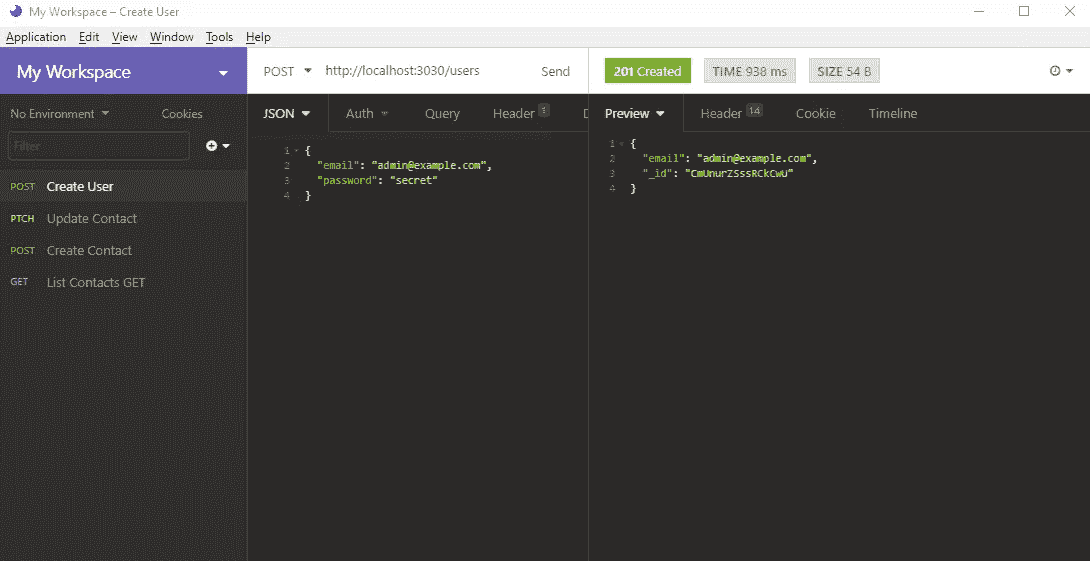 My Workspace – Create User
Application Edit View Window Tools Help
My Workspace
POST http://localhost:3030/users Send
201 Created TIME 938 ms SIZE 54 B
No Environment Cookies
Filter
POST Create User
PTCH Update Contact
POST Create Contact
GET List Contacts GET
JSON Auth Query Header 1
1 {
2 "email": "admin@example.com",
3 "password": "secret"
4 }
Preview Header 14 Cookie Timeline
1 {
2 "email": "admin@example.com",
3 "_id": "CmUnurZSssRCkCwU"
4 }